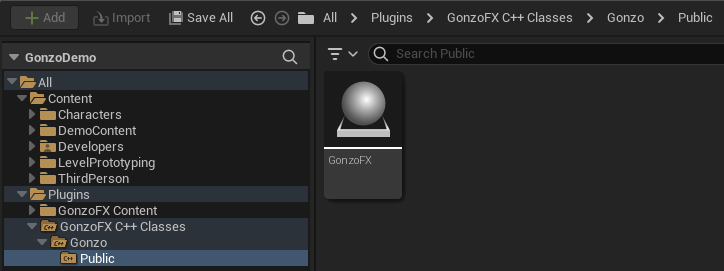 Add Import Save All All Plugins GonzoFX C++ Classes Gonzo Public
GonzoDemo
Search Public
All
Content
Characters
DemoContent
Developers
LevelPrototyping
ThirdPerson
Plugins
GonzoFX Content
GonzoFX C++ Classes
Gonzo
Public
GonzoFX